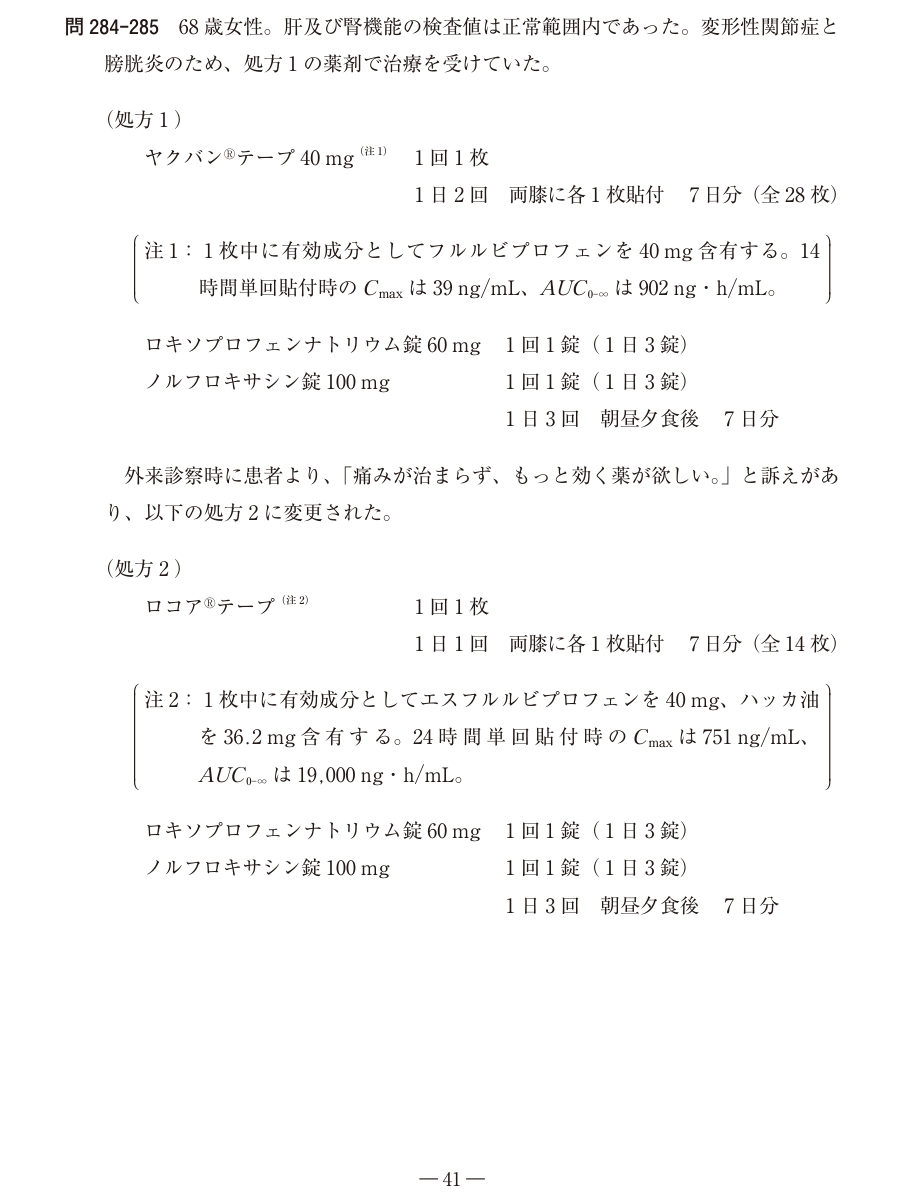 問 284-285 68 歳女性。肝及び腎機能の検査値は正常範囲内であった。変形性関節症と
膀胱炎のため、処方1の薬剤で治療を受けていた。
（処方1）
ヤクバン®テープ 40 mg（注1） 1回1枚
1日2回 両膝に各1枚貼付 7日分（全28枚）
注1：1枚中に有効成分としてフルルビプロフェンを 40 mg 含有する。14
時間単回貼付時の Cmax は 39 ng/mL、AUC0-∞ は 902 ng・h/mL。
ロキソプロフェンナトリウム錠 60 mg 1回1錠（1日3錠）
ノルフロキサシン錠 100 mg 1回1錠（1日3錠）
1日3回 朝昼夕食後 7日分
外来診察時に患者より、「痛みが治まらず、もっと効く薬が欲しい。」と訴えがあ
り、以下の処方2に変更された。
（処方2）
ロコア®テープ（注2） 1回1枚
1日1回 両膝に各1枚貼付 7日分（全14枚）
注2：1枚中に有効成分としてエスフルルビプロフェンを 40 mg、ハッカ油
を 36.2 mg 含有する。24 時間単回貼付時の Cmax は 751 ng/mL、
AUC0-∞ は 19,000 ng・h/mL。
ロキソプロフェンナトリウム錠 60 mg 1回1錠（1日3錠）
ノルフロキサシン錠 100 mg 1回1錠（1日3錠）
1日3回 朝昼夕食後 7日分
― 41 ―